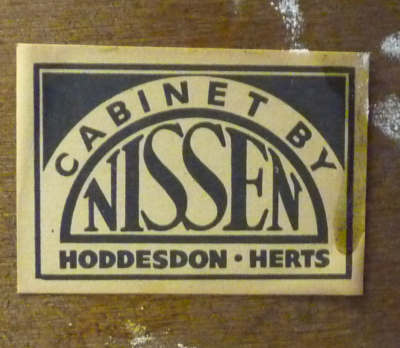 CABINET BY
NISSEN
HODDESDON • HERTS